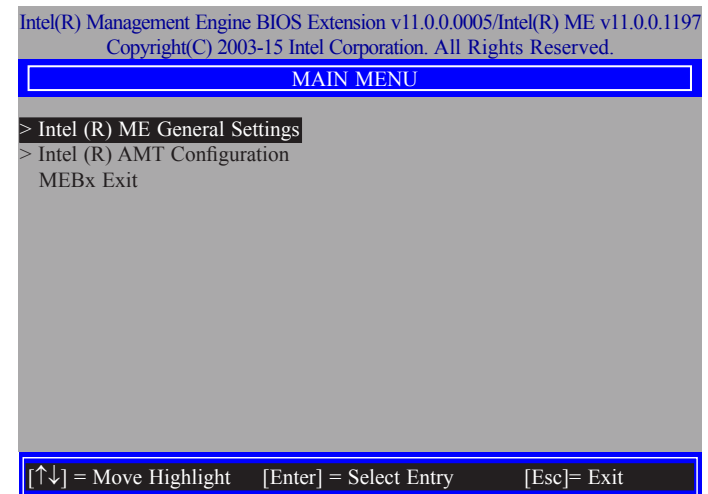 Intel(R) Management Engine BIOS Extension v11.0.0.0005/Intel(R) ME v11.0.0.1197
Copyright(C) 2003-15 Intel Corporation. All Rights Reserved.
MAIN MENU
> Intel (R) ME General Settings
> Intel (R) AMT Configuration
MEBx Exit
[↑↓] = Move Highlight [Enter] = Select Entry [Esc]= Exit